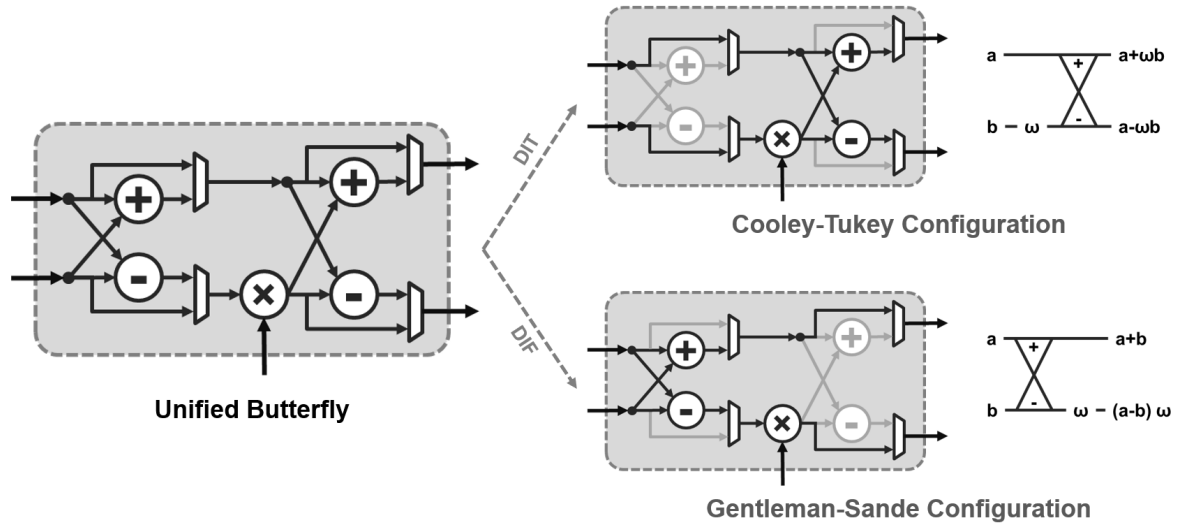 +
-
×
+
-
Unified Butterfly
DIT
DIF
+
-
×
+
-
Cooley-Tukey Configuration
a
a+ωb
+
-
b – ω
a-ωb
+
-
×
+
-
Gentleman-Sande Configuration
a
a+b
+
-
b
ω – (a-b) ω